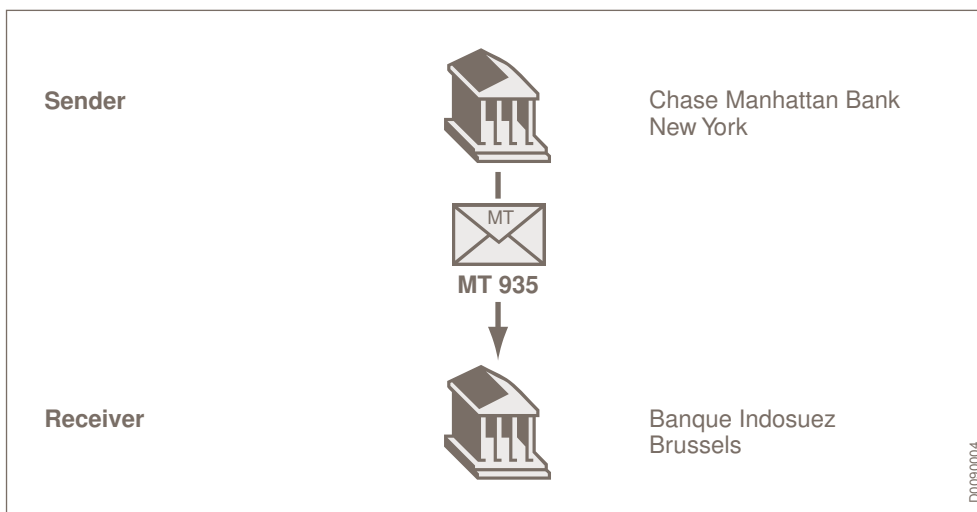 Sender
Chase Manhattan Bank
New York
MT
MT 935
Receiver
Banque Indosuez
Brussels
D0090004